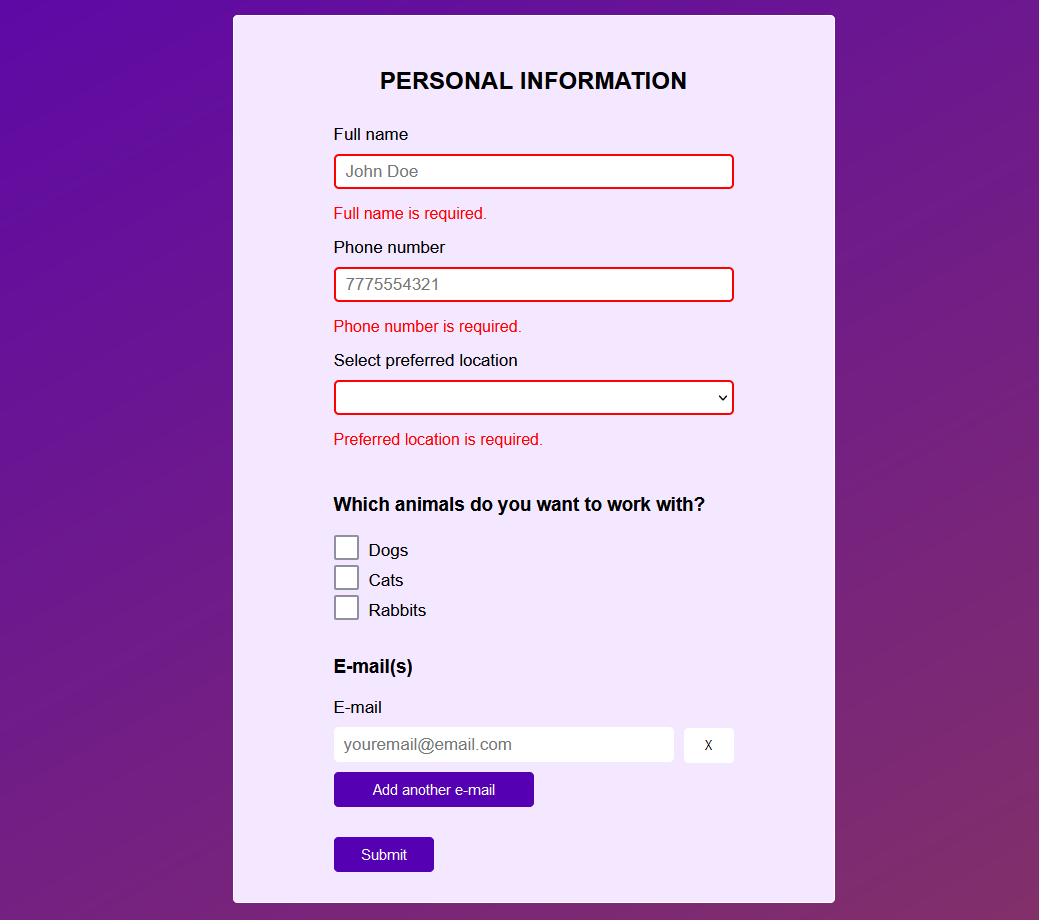 PERSONAL INFORMATION
Full name
John Doe
Full name is required.
Phone number
7775554321
Phone number is required.
Select preferred location
Preferred location is required.
Which animals do you want to work with?
Dogs
Cats
Rabbits
E-mail(s)
E-mail
youremail@email.com X
Add another e-mail
Submit